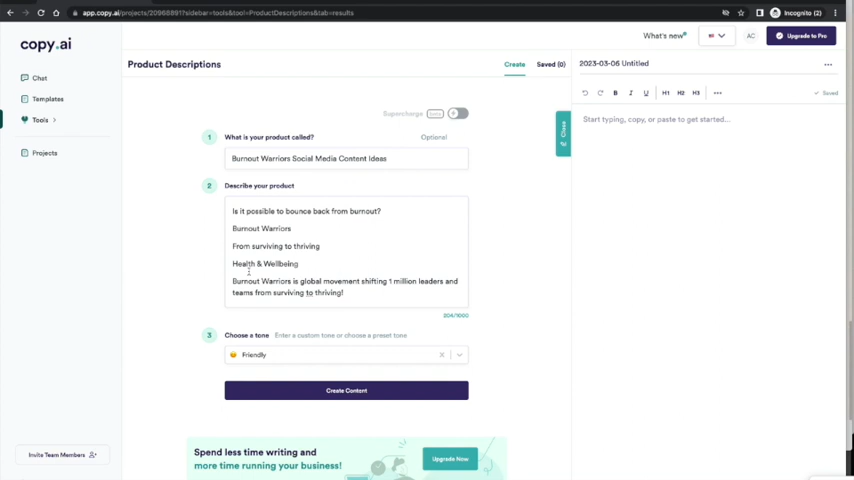 app.copy.ai/projects/20968891?sidebar=tools&tool=ProductDescriptions&tab=results
Incognito (2)
copy.ai
What's new
AC
Upgrade to Pro
Chat
Templates
Tools
Projects
Invite Team Members
Product Descriptions
Create
Saved (0)
Supercharge beta
1 What is your product called? Optional
Burnout Warriors Social Media Content Ideas
2 Describe your product
Is it possible to bounce back from burnout?
Burnout Warriors
From surviving to thriving
Health & Wellbeing
Burnout Warriors is global movement shifting 1 million leaders and
teams from surviving to thriving!
204/1000
3 Choose a tone Enter a custom tone or choose a preset tone
Friendly
Create Content
Spend less time writing and
more time running your business!
Upgrade Now
Close
2023-03-06 Untitled
B I U H1 H2 H3
Saved
Start typing, copy, or paste to get started...